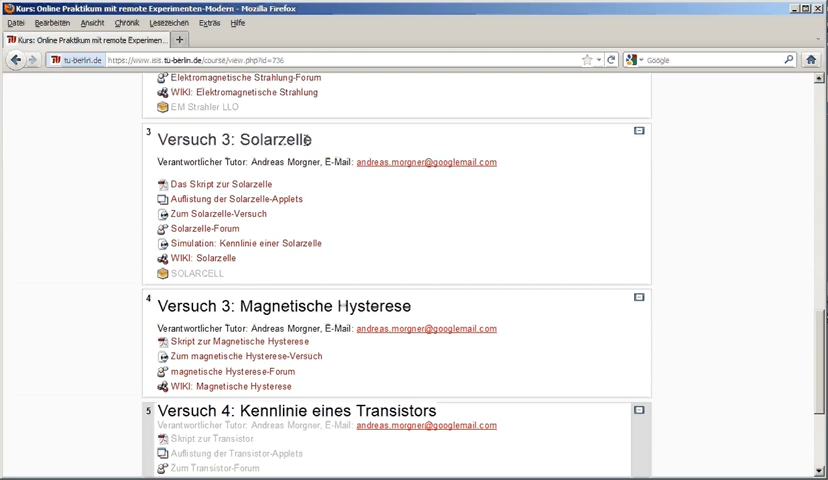 Kurs: Online Praktikum mit remote Experimenten-Modern - Mozilla Firefox
Datei Bearbeiten Ansicht Chronik Lesezeichen Extras Hilfe
Kurs: Online Praktikum mit remote Experimen...
tu-berlin.de https://www.isis.tu-berlin.de/course/view.php?id=736 Google
Elektromagnetische Strahlung-Forum
WIKI: Elektromagnetische Strahlung
EM Strahler LLO
3
Versuch 3: Solarzelle
Verantwortlicher Tutor: Andreas Morgner, E-Mail: andreas.morgner@googlemail.com
Das Skript zur Solarzelle
Auflistung der Solarzelle-Applets
Zum Solarzelle-Versuch
Solarzelle-Forum
Simulation: Kennlinie einer Solarzelle
WIKI: Solarzelle
SOLARCELL
4
Versuch 3: Magnetische Hysterese
Verantwortlicher Tutor: Andreas Morgner, E-Mail: andreas.morgner@googlemail.com
Skript zur Magnetische Hysterese
Zum magnetische Hysterese-Versuch
magnetische Hysterese-Forum
WIKI: Magnetische Hysterese
5
Versuch 4: Kennlinie eines Transistors
Verantwortlicher Tutor: Andreas Morgner, E-Mail: andreas.morgner@googlemail.com
Skript zur Transistor
Auflistung der Transistor-Applets
Zum Transistor-Forum